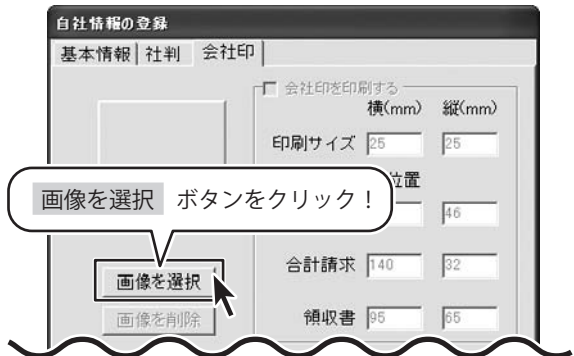 自社情報の登録
基本情報 社判 会社印
会社印を印刷する
横(mm) 縦(mm)
印刷サイズ 25 25
位置
画像を選択 ボタンをクリック！
46
画像を選択
合計請求 140 32
画像を削除
領収書 95 65